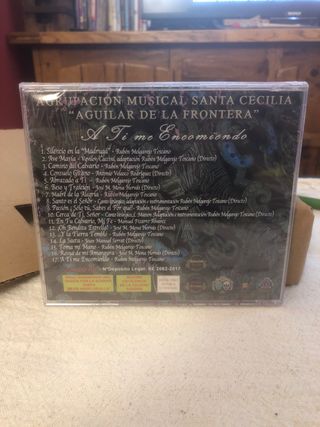 AGRUPACIÓN MUSICAL SANTA CECILIA
"AGUILAR DE LA FRONTERA"
A Ti me Encomiendo
1. Silencio en la "Madrugá" - Rubén Melgarejo Toscano
2. Ave María - Caccini, adaptación Rubén Melgarejo Toscano (Directo)
3. Camino del Calvario - Rubén Melgarejo Toscano
4. Consuelo Gitano - Antonio Velasco Rodríguez (Directo)
5. Abrazado a Ti - Rubén Melgarejo Toscano
6. Beso y Traición - José M. Mena Hervás (Directo)
7. Madre de la Alegría - Rubén Melgarejo Toscano
8. Santo es el Señor - Canto litúrgico, adaptación e instrumentación Rubén Melgarejo Toscano (Directo)
9. Pasión ¡ Sólo tú, Sabes el Por qué! - Rubén Melgarejo Toscano
10. Cerca de Ti, Señor - Canto litúrgico, Adaptación e instrumentación Rubén Melgarejo Toscano (Directo)
11. En Tu Calvario, Mi Fe - Manuel Pizarro
12. ¡Oh Bendita Estrella! - José M. Mena Hervás (Directo)
13. ...Y la Tierra Tembló - Rubén Melgarejo Toscano
14. La Saeta - Joan Manuel Serrat (Directo)
15. Toma mi Mano - Rubén Melgarejo Toscano
16. Reina de mi Amargura - José M. Mena Hervás (Directo)
17. A Ti me Encomiendo - Rubén Melgarejo Toscano
Nº Depósito Legal: SE 2082-2017